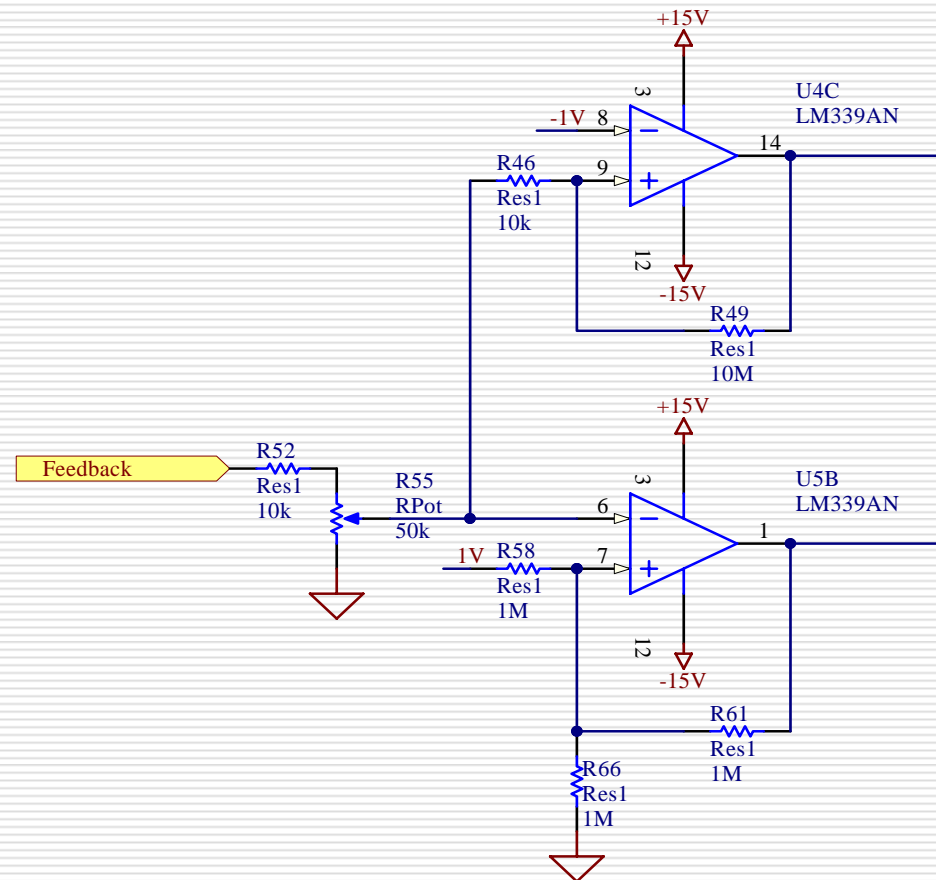 +15V
3
U4C
LM339AN
-1V 8
14
R46
Res1
10k
9
12
-15V
R49
Res1
10M
+15V
3
U5B
LM339AN
Feedback
R52
Res1
10k
R55
RPot
50k
6
1
1V
R58
Res1
1M
7
12
-15V
R61
Res1
1M
R66
Res1
1M